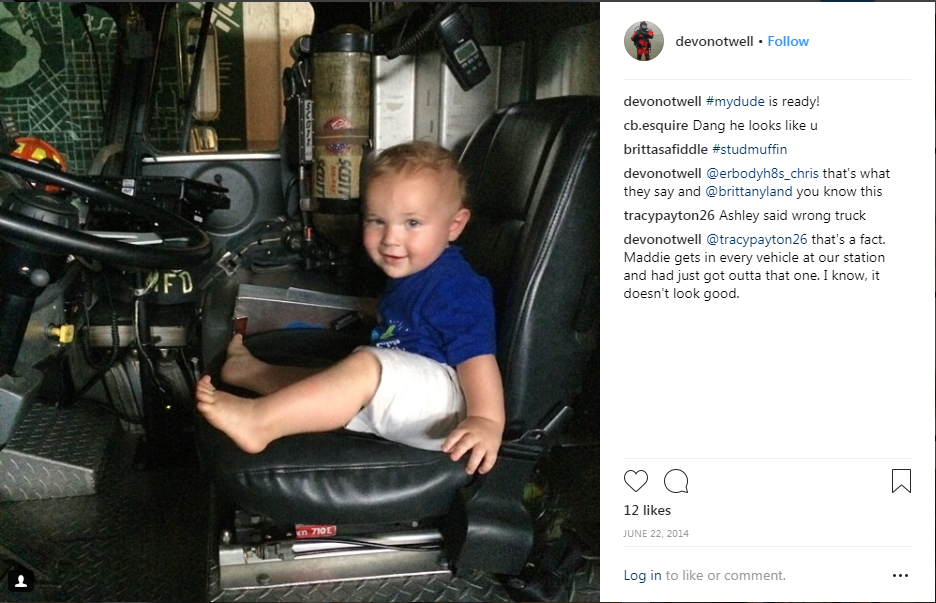 devonotwell • Follow
devonotwell #mydude is ready!
cb.esquire Dang he looks like u
brittasafiddle #studmuffin
devonotwell @erbodyh8s_chris that's what
they say and @brittanyland you know this
tracypayton26 Ashley said wrong truck
devonotwell @tracypayton26 that's a fact.
Maddie gets in every vehicle at our station
and had just got outta that one. I know, it
doesn't look good.
12 likes
JUNE 22, 2014
Log in to like or comment.
SCOTT
SCOTT
FD
710E